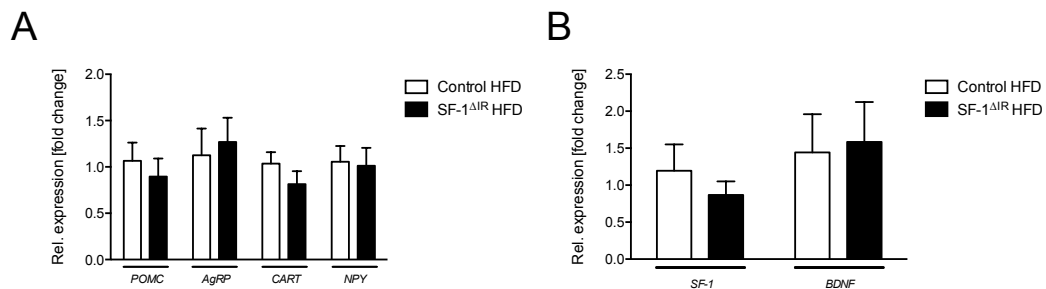 A
Rel. expression [fold change]
2.0
1.5
1.0
0.5
0.0
POMC
AgRP
CART
NPY
Control HFD
SF-1ΔIR HFD
B
Rel. expression [fold change]
2.5
2.0
1.5
1.0
0.5
0.0
SF-1
BDNF
Control HFD
SF-1ΔIR HFD